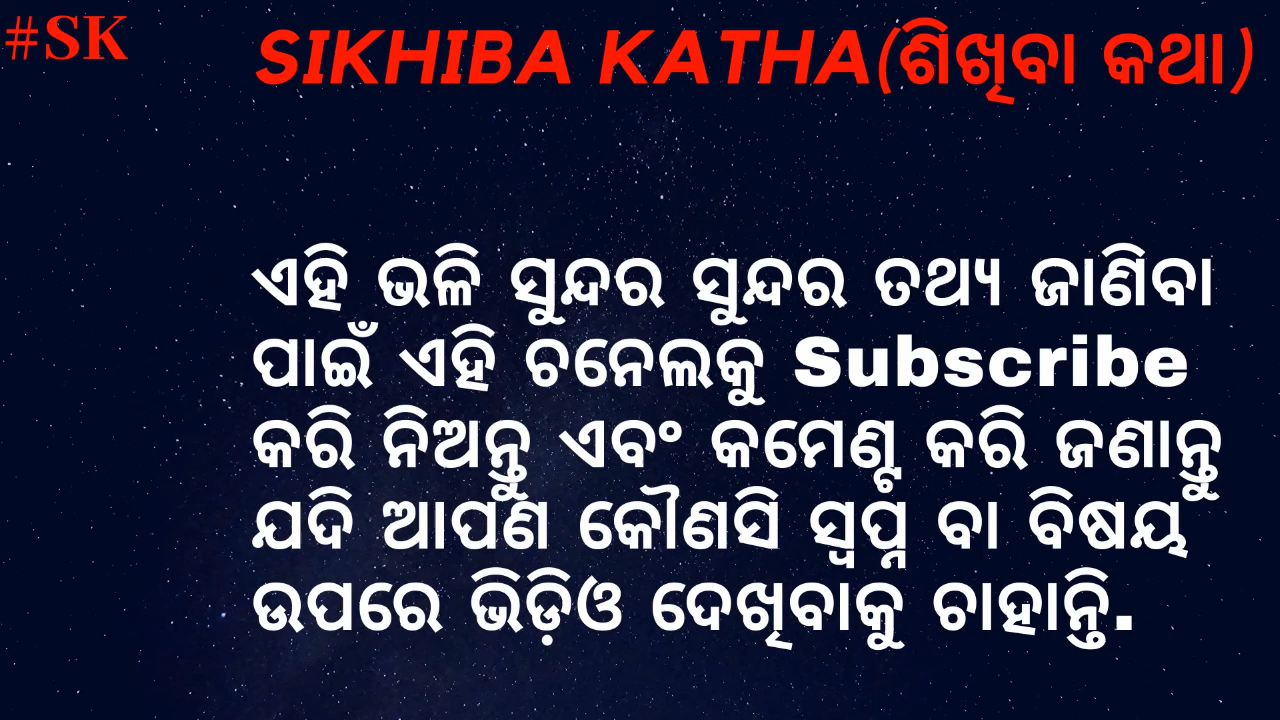 #SK
SIKHIBA KATHA(ଶିଖିବା କଥା)
ଏହି ଭଳି ସୁନ୍ଦର ସୁନ୍ଦର ତଥ୍ୟ ଜାଣିବା
ପାଇଁ ଏହି ଚନେଲକୁ Subscribe
କରି ନିଅନ୍ତୁ ଏବଂ କମେଣ୍ଟ କରି ଜଣାନ୍ତୁ
ଯଦି ଆପଣ କୌଣସି ସ୍ୱପ୍ନ ବା ବିଷୟ
ଉପରେ ଭିଡ଼ିଓ ଦେଖିବାକୁ ଚାହାନ୍ତି.